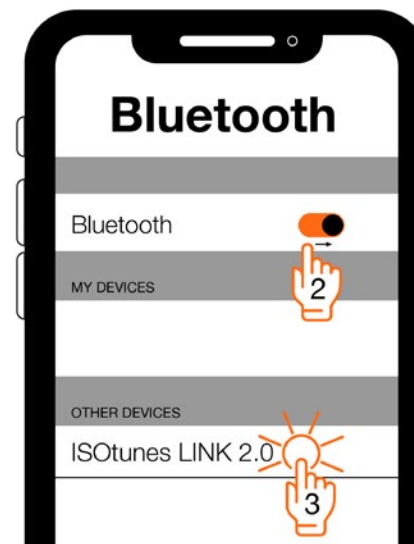 Bluetooth
Bluetooth
2
MY DEVICES
OTHER DEVICES
ISOtunes LINK 2.0
3